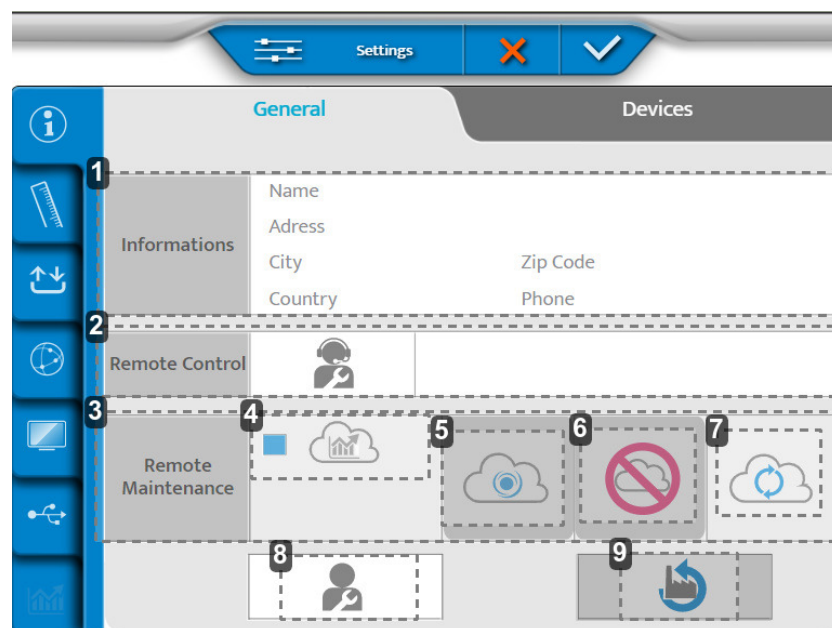 Settings
General
Devices
1
Informations
Name
Adress
City
Zip Code
Country
Phone
2
Remote Control
3
Remote
Maintenance
4
5
6
7
8
9